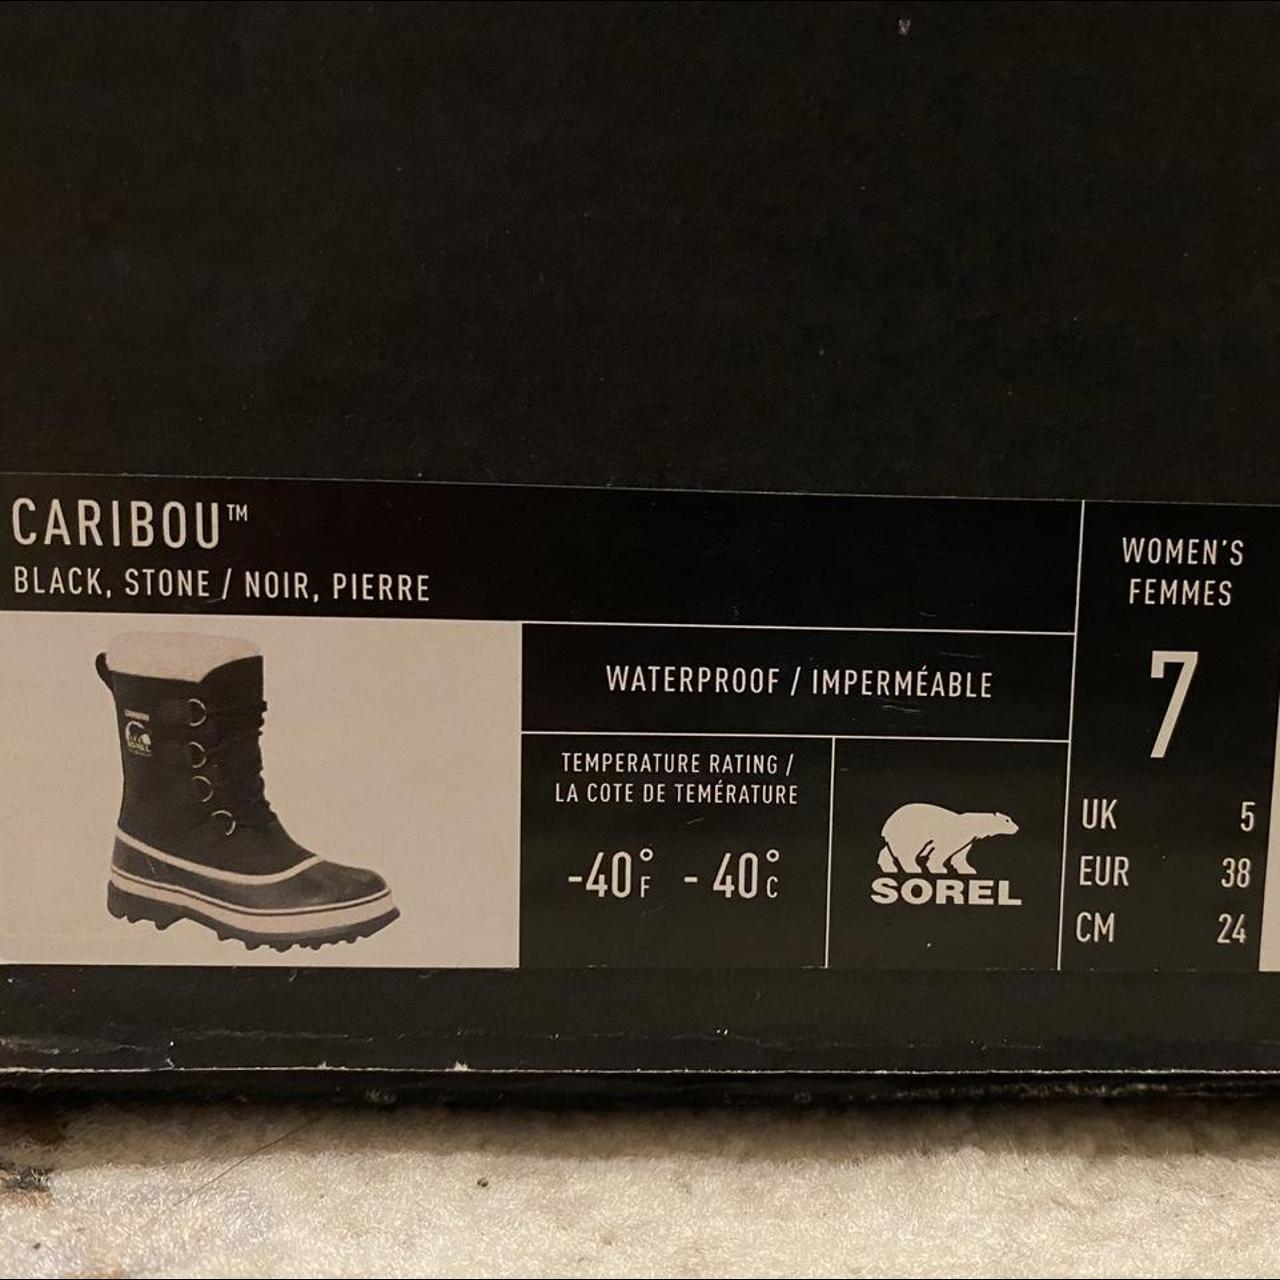 CARIBOU™
BLACK, STONE / NOIR, PIERRE
WATERPROOF / IMPERMÉABLE
TEMPERATURE RATING /
LA COTE DE TEMÉRATURE
-40°F - 40°C
SOREL
WOMEN'S
FEMMES
7
UK 5
EUR 38
CM 24